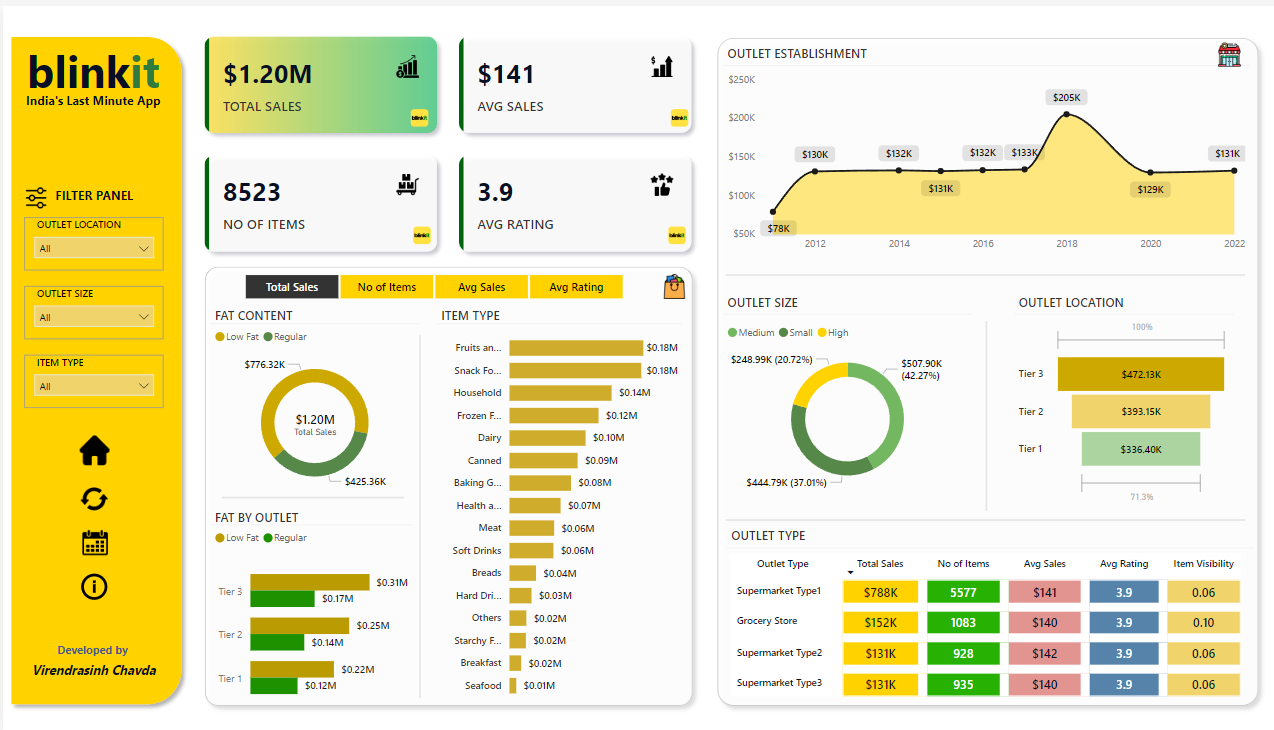 blinkit
India's Last Minute App
FILTER PANEL
OUTLET LOCATION
All
OUTLET SIZE
All
ITEM TYPE
All
Developed by
Virendrasinh Chavda
$1.20M
TOTAL SALES
blinkit
$141
AVG SALES
blinkit
8523
NO OF ITEMS
blinkit
3.9
AVG RATING
blinkit
Total Sales No of Items Avg Sales Avg Rating
FAT CONTENT
Low Fat Regular
$776.32K
$1.20M
Total Sales
$425.36K
FAT BY OUTLET
Low Fat Regular
Tier 3 $0.31M
$0.17M
Tier 2 $0.25M
$0.14M
Tier 1 $0.22M
$0.12M
ITEM TYPE
Fruits an... $0.18M
Snack Fo... $0.18M
Household $0.14M
Frozen F... $0.12M
Dairy $0.10M
Canned $0.09M
Baking G... $0.08M
Health a... $0.07M
Meat $0.06M
Soft Drinks $0.06M
Breads $0.04M
Hard Dri... $0.03M
Others $0.02M
Starchy F... $0.02M
Breakfast $0.02M
Seafood $0.01M
OUTLET ESTABLISHMENT
$250K
$200K
$150K
$100K
$50K
$78K
$130K
$132K
$131K
$132K
$133K
$205K
$129K
$131K
2012 2014 2016 2018 2020 2022
OUTLET SIZE
Medium Small High
$248.99K (20.72%)
$507.90K
(42.27%)
$444.79K (37.01%)
OUTLET LOCATION
100%
Tier 3 $472.13K
Tier 2 $393.15K
Tier 1 $336.40K
71.3%
OUTLET TYPE
Outlet Type Total Sales No of Items Avg Sales Avg Rating Item Visibility
Supermarket Type1 $788K 5577 $141 3.9 0.06
Grocery Store $152K 1083 $140 3.9 0.10
Supermarket Type2 $131K 928 $142 3.9 0.06
Supermarket Type3 $131K 935 $140 3.9 0.06